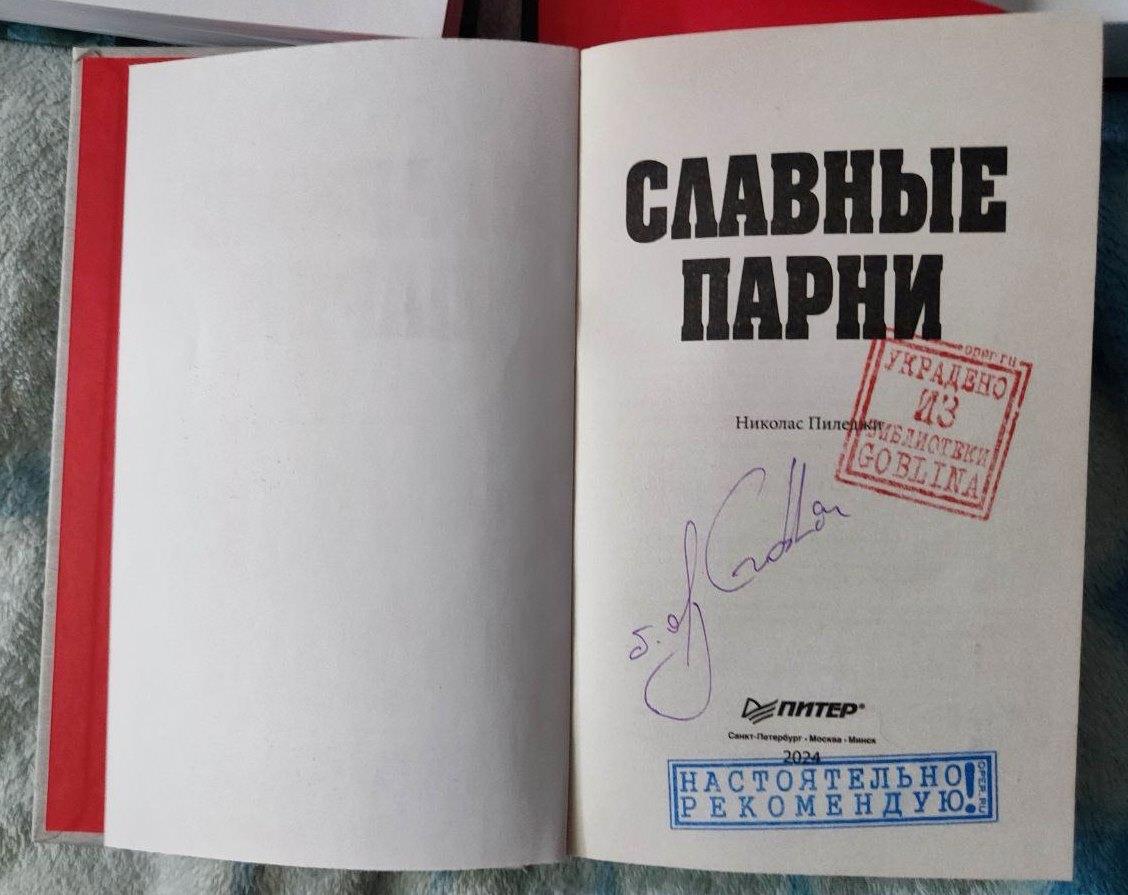 СЛАВНЫЕ
ПАРНИ
oper.ru
УКРАДЕНО
ИЗ
БИБЛИОТЕКИ
GOBLINA
Николас Пиледжи
ПИТЕР®
Санкт-Петербург • Москва • Минск
2024
НАСТОЯТЕЛЬНО
РЕКОМЕНДУЮ!
OPER.RU